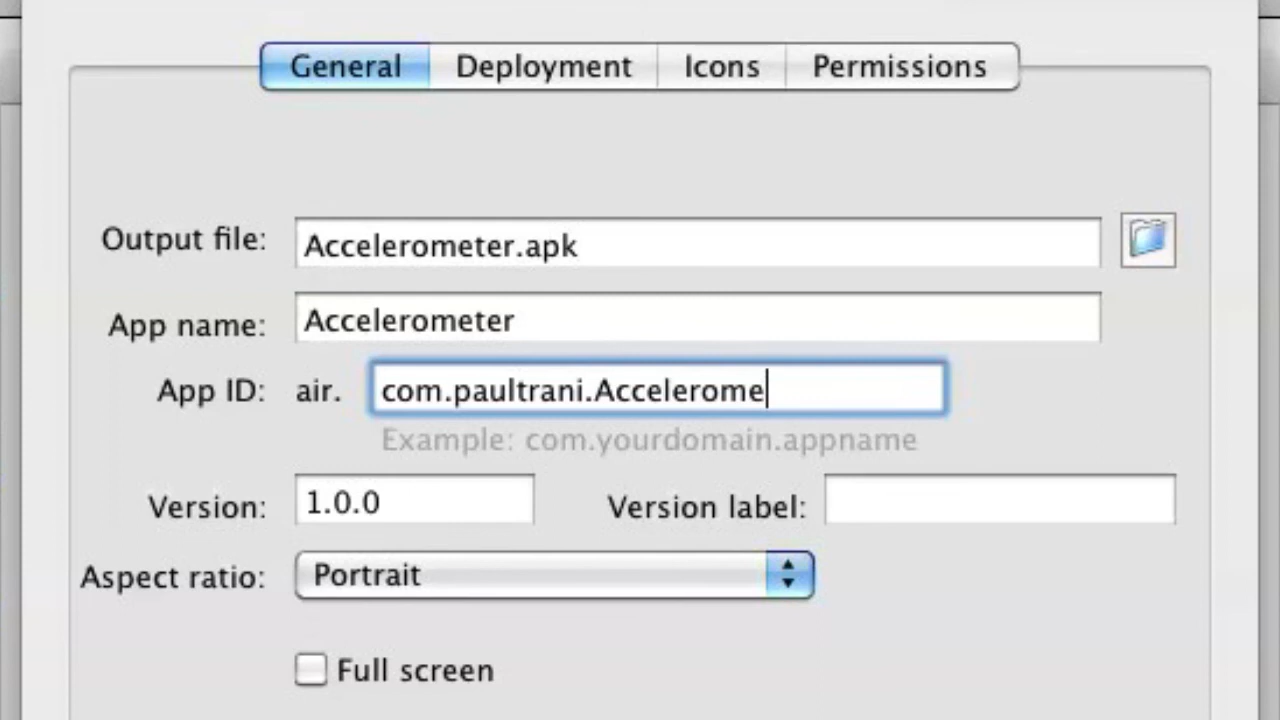 General Deployment Icons Permissions
Output file: Accelerometer.apk
App name: Accelerometer
App ID: air. com.paultrani.Accelerome
Example: com.yourdomain.appname
Version: 1.0.0 Version label:
Aspect ratio: Portrait
Full screen